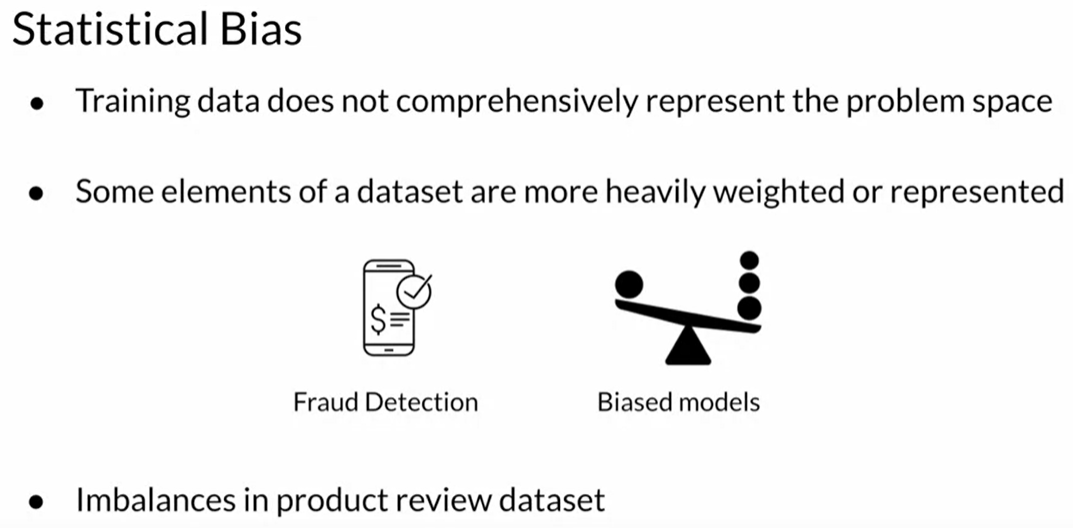 Statistical Bias
● Training data does not comprehensively represent the problem space
● Some elements of a dataset are more heavily weighted or represented
$
Fraud Detection
Biased models
● Imbalances in product review dataset